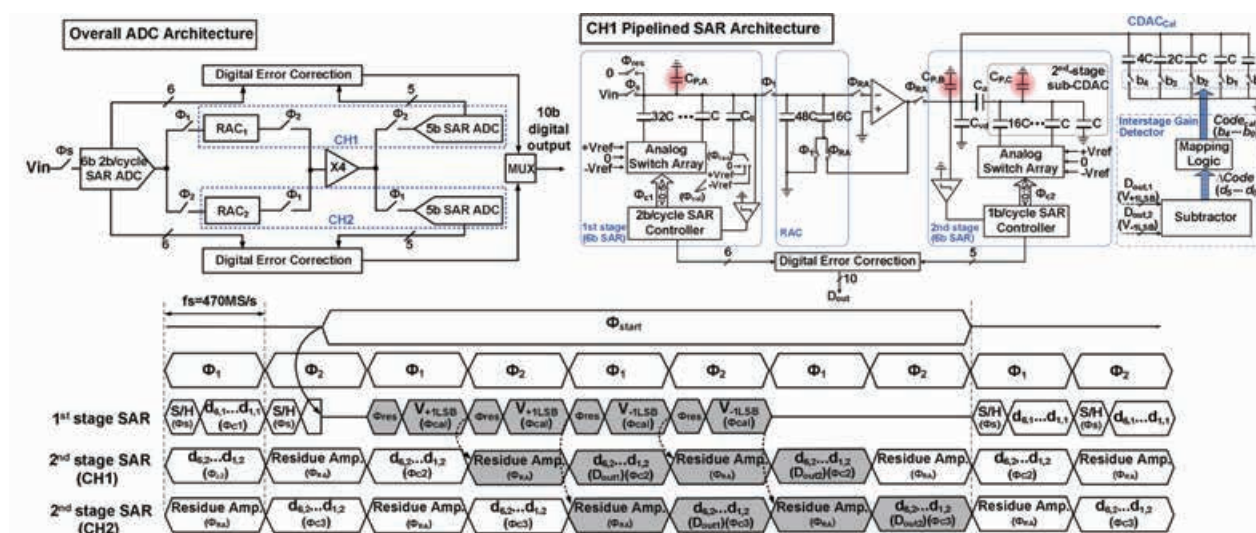 Overall ADC Architecture
Digital Error Correction
6
5
Φ1
RAC1
Φ2
Φ2
5b SAR ADC
CH1
10b digital output
Vin
Φs
6b 2b/cycle SAR ADC
X4
MUX
CH2
Φ2
RAC2
Φ1
Φ1
5b SAR ADC
6
5
Digital Error Correction
CH1 Pipelined SAR Architecture
Φres
0
Vin
Φs
CP,A
Φ1
32C
C
+Vref
0
-Vref
Analog Switch Array
Φc1
2b/cycle SAR Controller
1st stage (6b SAR)
0
+Vref
-Vref
(Φcal)
48C
16C
Φ1
ΦRA
ΦRA
RAC
ΦRA
CP,B
CP,C
2nd-stage sub-CDAC
16C
C
C
Analog Switch Array
+Vref
0
-Vref
Φc2
1b/cycle SAR Controller
2nd stage (6b SAR)
6
5
Digital Error Correction
10
Dout
CDACCal
4C
2C
C
C
C
b4
b2
b1
Interstage Gain Detector
Mapping Logic
Subtractor
Dout,1
(V+1LSB)
Dout,2
(V-1LSB)
fs=470MS/s
Φstart
Φ1 Φ2 Φ1 Φ2 Φ1 Φ2 Φ1 Φ2 Φ1 Φ2
1st stage SAR
S/H (Φs) d6,1...d1,1 (Φc1) S/H (Φs) Φres V+1LSB (Φcal) Φres V+1LSB (Φcal) Φres V-1LSB (Φcal) Φres V-1LSB (Φcal) S/H (Φs) d6,1...d1,1 S/H (Φs) d6,1...d1,1
2nd stage SAR (CH1)
d6,2...d1,2 Residue Amp. (ΦRA) d6,2...d1,2 (Φc2) Residue Amp. (ΦRA) d6,2...d1,2 (Dout1)(Φc2) Residue Amp. (ΦRA) d6,2...d1,2 (Dout2)(Φc2) Residue Amp. (ΦRA) d6,2...d1,2 (Φc2) Residue Amp. (ΦRA)
2nd stage SAR (CH2)
Residue Amp. (ΦRA) d6,2...d1,2 (Φc3) Residue Amp. (ΦRA) d6,2...d1,2 (Φc3) Residue Amp. (ΦRA) d6,2...d1,2 (Dout1)(Φc3) Residue Amp. (ΦRA) d6,2...d1,2 (Dout2)(Φc3) Residue Amp. (ΦRA) d6,2...d1,2 (Φc3)